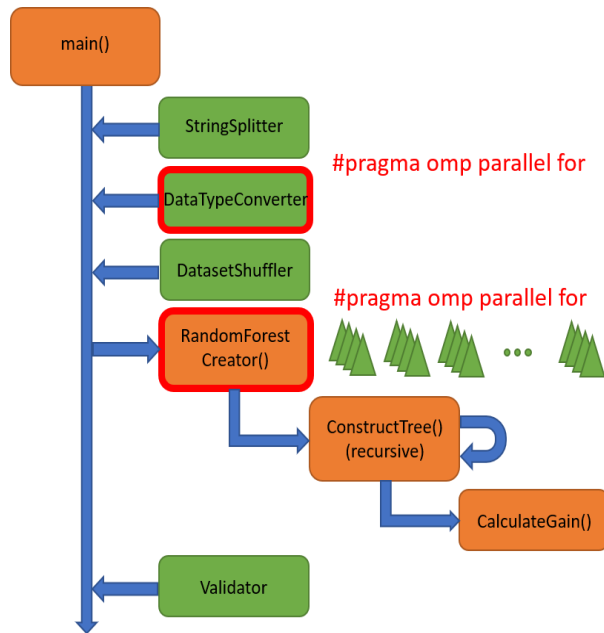 main()
StringSplitter
#pragma omp parallel for
DataTypeConverter
DatasetShuffler
#pragma omp parallel for
RandomForest
Creator()
ConstructTree()
(recursive)
CalculateGain()
Validator